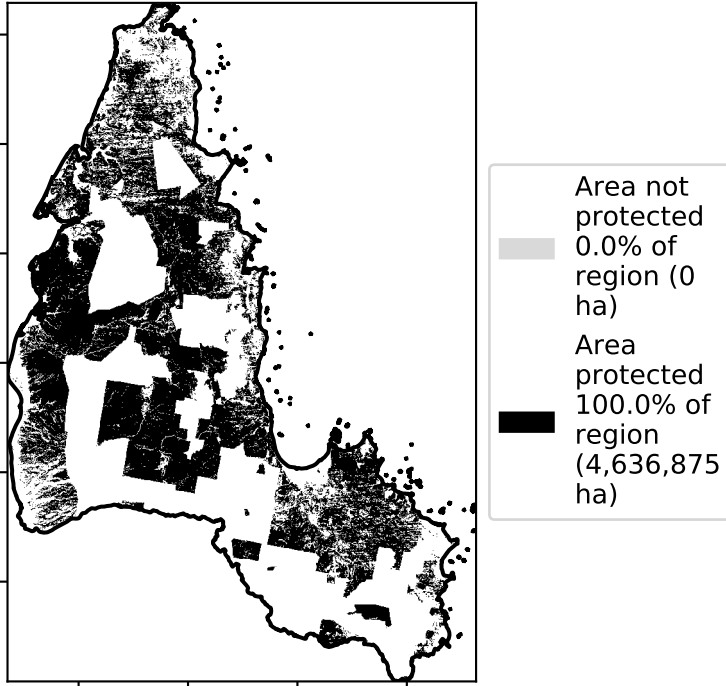 Area not
protected
0.0% of
region (0
ha)
Area
protected
100.0% of
region
(4,636,875
ha)